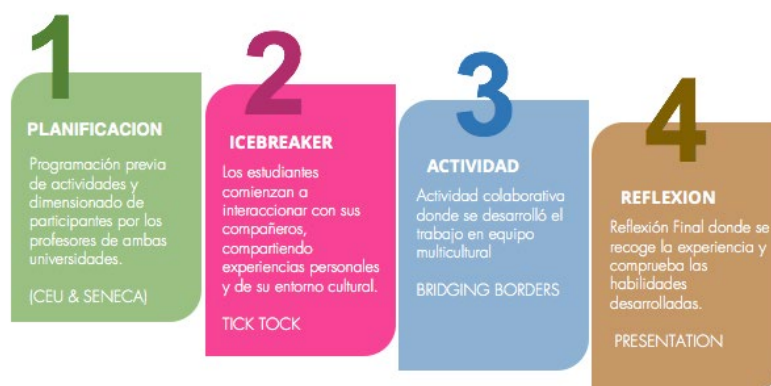 1
PLANIFICACION
Programación previa
de actividades y
dimensionado de
participantes por los
profesores de ambas
universidades.
(CEU & SENECA)
2
ICEBREAKER
Los estudiantes
comienzan a
interaccionar con sus
compañeros,
compartiendo
experiencias personales
y de su entorno cultural.
TICK TOCK
3
ACTIVIDAD
Actividad colaborativa
donde se desarrolló el
trabajo en equipo
multicultural
BRIDGING BORDERS
4
REFLEXION
Reflexión Final donde se
recoge la experiencia y
comprueba las
habilidades
desarrolladas.
PRESENTATION